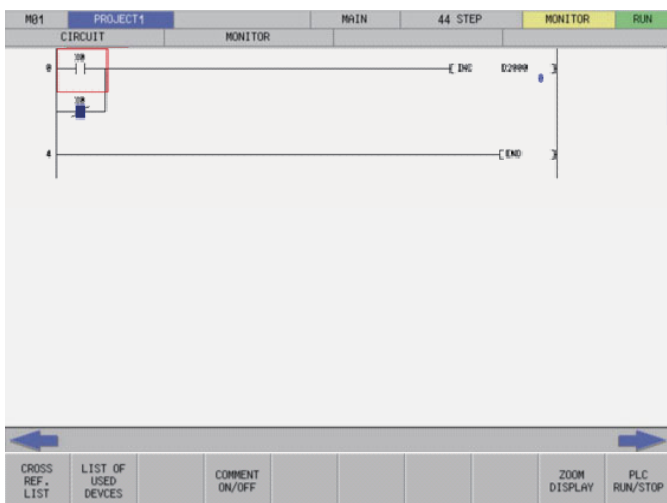 M01 PROJECT1 MAIN 44 STEP MONITOR RUN
CIRCUIT MONITOR
0 X0 INC D2000
0
X0
4 END
CROSS REF. LIST
LIST OF USED DEVCES
COMMENT ON/OFF
ZOOM DISPLAY
PLC RUN/STOP